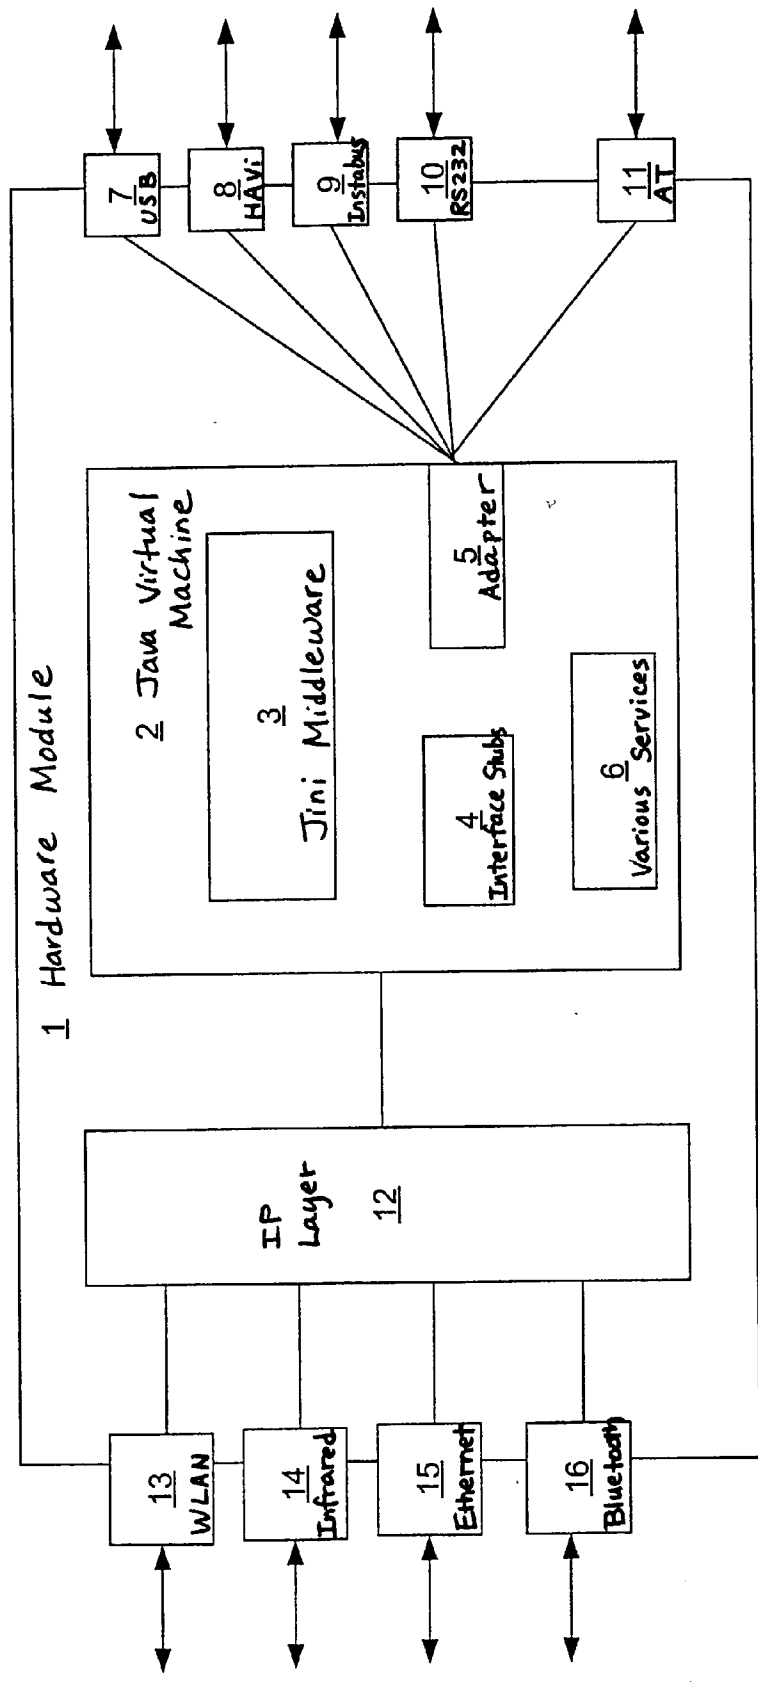 1 Hardware Module
13
WLAN
14
Infrared
15
Ethernet
16
Bluetooth
IP
Layer
12
2 Java Virtual
Machine
3
Jini Middleware
4
Interface Stubs
5
Adapter
6
Various Services
7
USB
8
HAVi
9
Instabus
10
RS232
11
AT